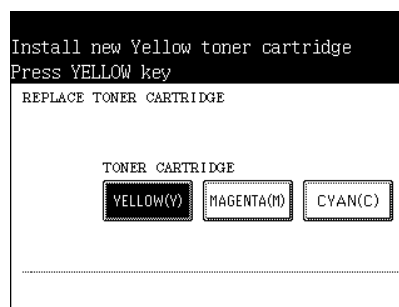 Install new Yellow toner cartridge
Press YELLOW key
REPLACE TONER CARTRIDGE
TONER CARTRIDGE
YELLOW(Y) MAGENTA(M) CYAN(C)